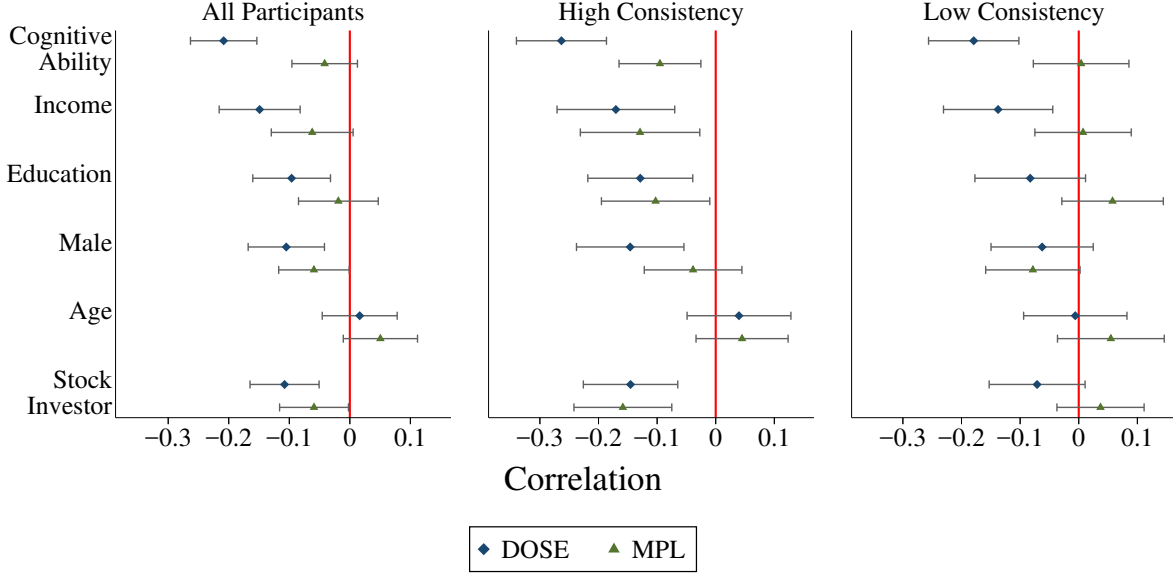 All Participants
High Consistency
Low Consistency
Cognitive
Ability
Income
Education
Male
Age
Stock
Investor
−0.3 −0.2 −0.1 0 0.1
−0.3 −0.2 −0.1 0 0.1
−0.3 −0.2 −0.1 0 0.1
Correlation
DOSE MPL